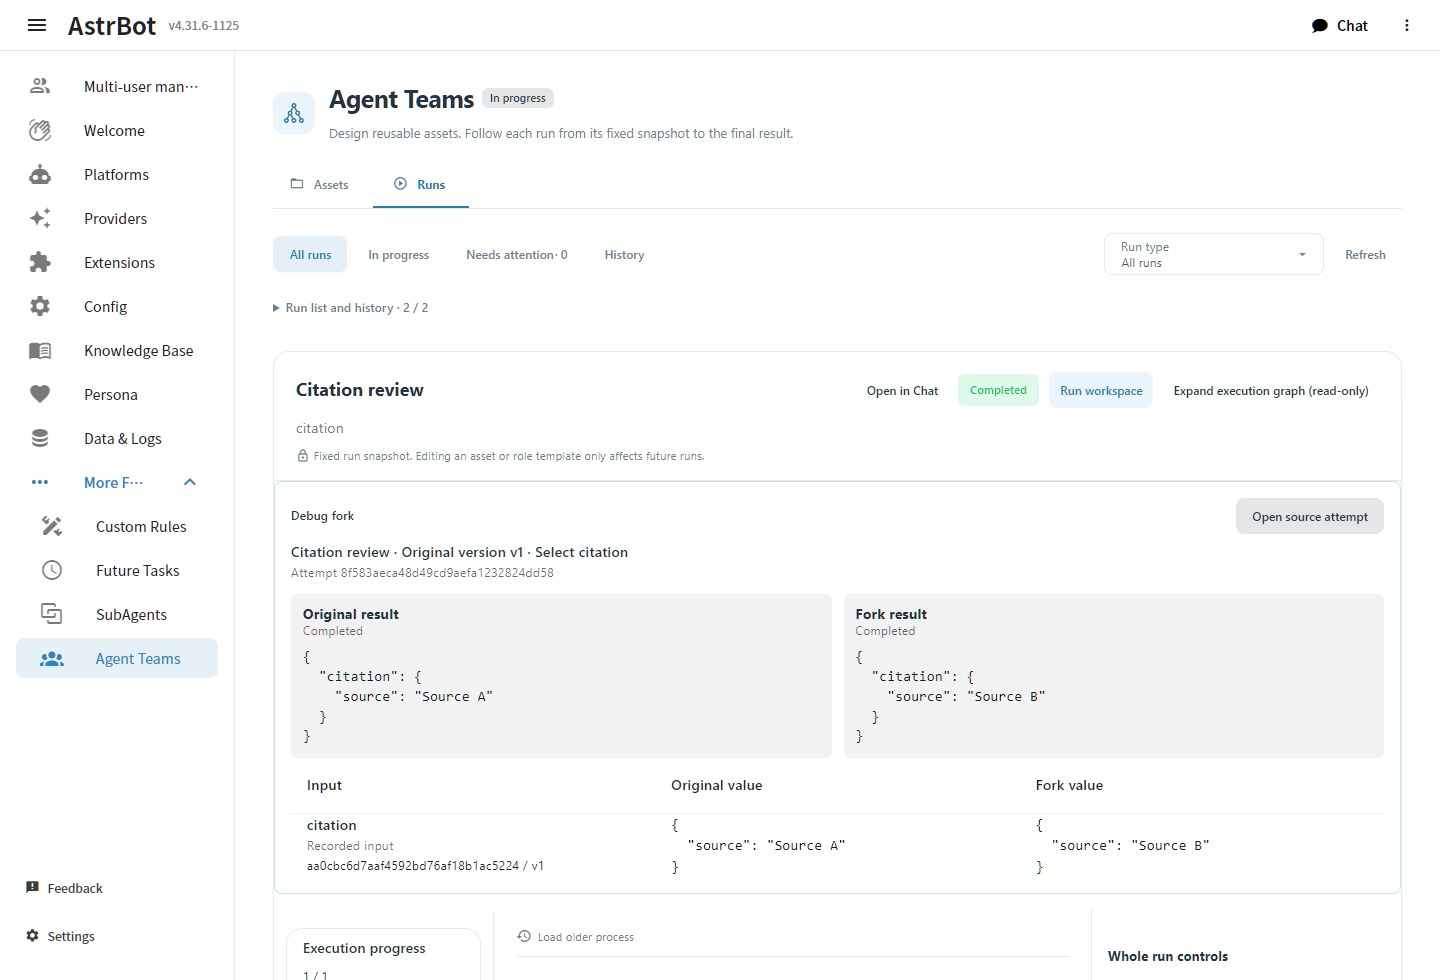 AstrBot v4.31.6-1125
Chat
Multi-user man···
Welcome
Platforms
Providers
Extensions
Config
Knowledge Base
Persona
Data & Logs
More F···
Custom Rules
Future Tasks
SubAgents
Agent Teams
Feedback
Settings
Agent Teams In progress
Design reusable assets. Follow each run from its fixed snapshot to the final result.
Assets Runs
All runs In progress Needs attention· 0 History
Run type
All runs
Refresh
Run list and history · 2 / 2
Citation review
Open in Chat Completed Run workspace Expand execution graph (read-only)
citation
Fixed run snapshot. Editing an asset or role template only affects future runs.
Debug fork
Open source attempt
Citation review · Original version v1 · Select citation
Attempt 8f583aeca48d49cd9aefa1232824dd58
Original result
Completed
{
"citation": {
"source": "Source A"
}
}
Fork result
Completed
{
"citation": {
"source": "Source B"
}
}
Input Original value Fork value
citation
Recorded input
aa0cbc6d7aaf4592bd76af18b1ac5224 / v1
{
"source": "Source A"
}
{
"source": "Source B"
}
Execution progress
1 / 1
Load older process
Whole run controls